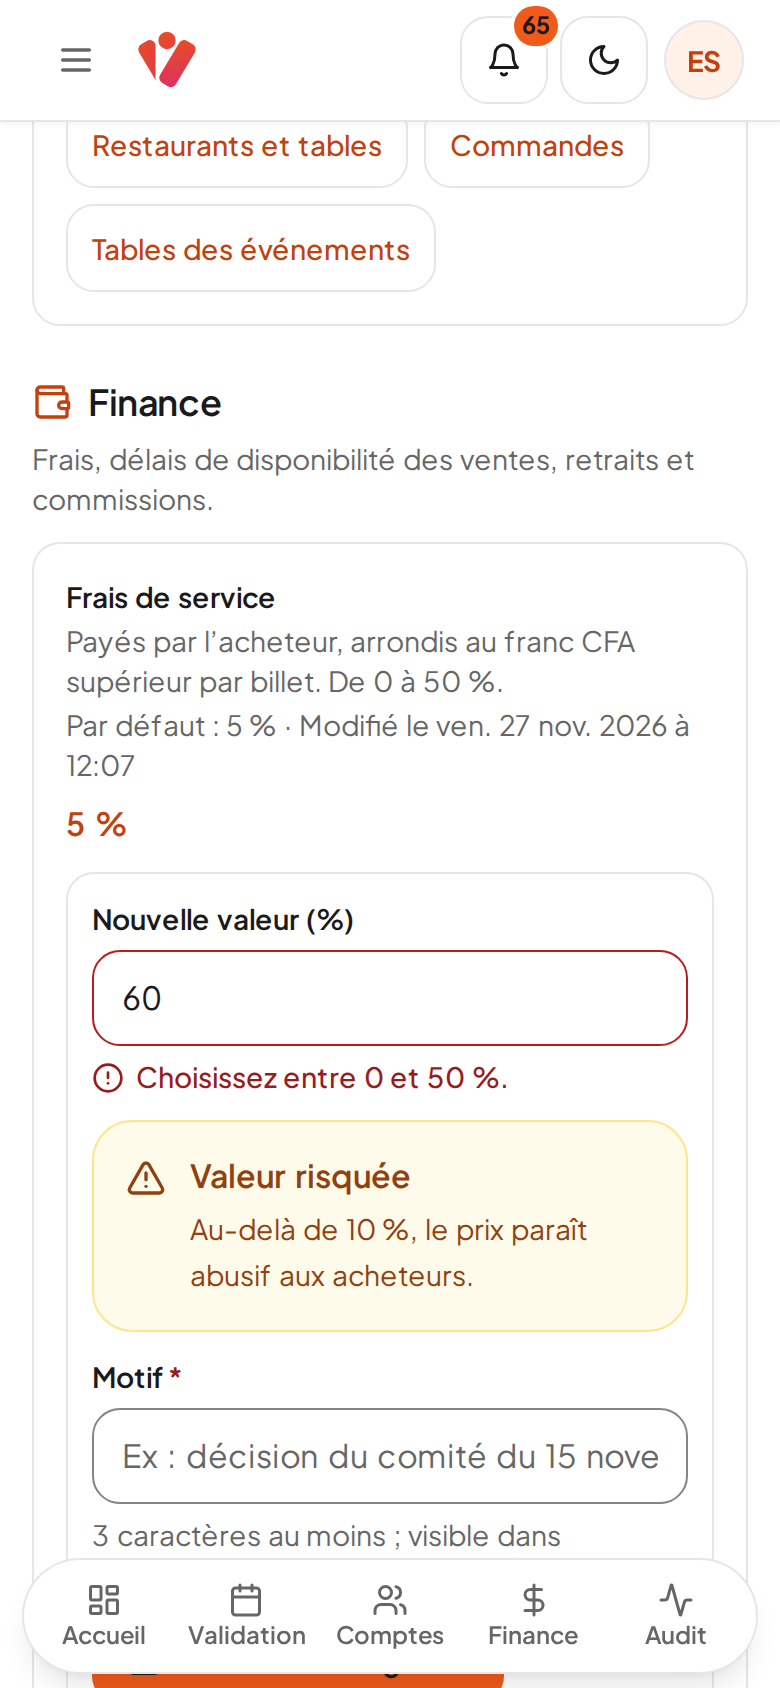 65
ES
Restaurants et tables
Commandes
Tables des événements
Finance
Frais, délais de disponibilité des ventes, retraits et
commissions.
Frais de service
Payés par l’acheteur, arrondis au franc CFA
supérieur par billet. De 0 à 50 %.
Par défaut : 5 % · Modifié le ven. 27 nov. 2026 à
12:07
5 %
Nouvelle valeur (%)
60
Choisissez entre 0 et 50 %.
Valeur risquée
Au-delà de 10 %, le prix paraît
abusif aux acheteurs.
Motif *
Ex : décision du comité du 15 nove
3 caractères au moins ; visible dans
Accueil
Validation
Comptes
Finance
Audit